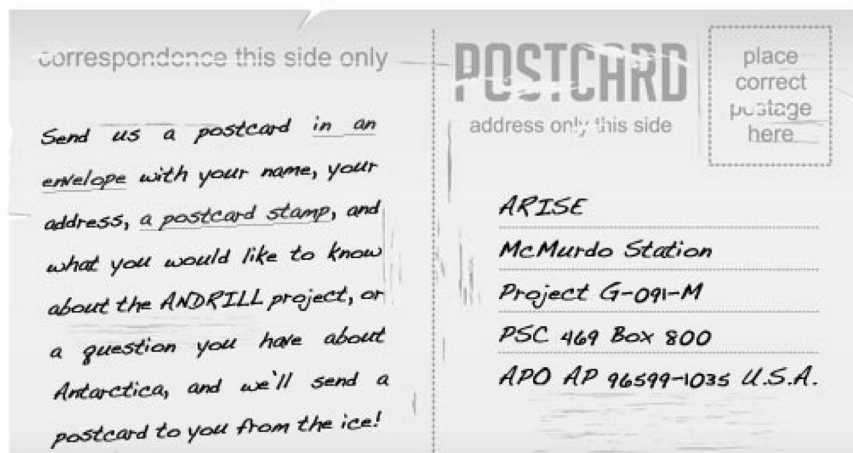 correspondence this side only
Send us a postcard in an
envelope with your name, your
address, a postcard stamp, and
what you would like to know
about the ANDRILL project, or
a question you have about
Antarctica, and we'll send a
postcard to you from the ice!
POSTCARD
address only this side
place
correct
postage
here
ARISE
McMurdo Station
Project G-091-M
PSC 469 Box 800
APO AP 96599-1035 U.S.A.